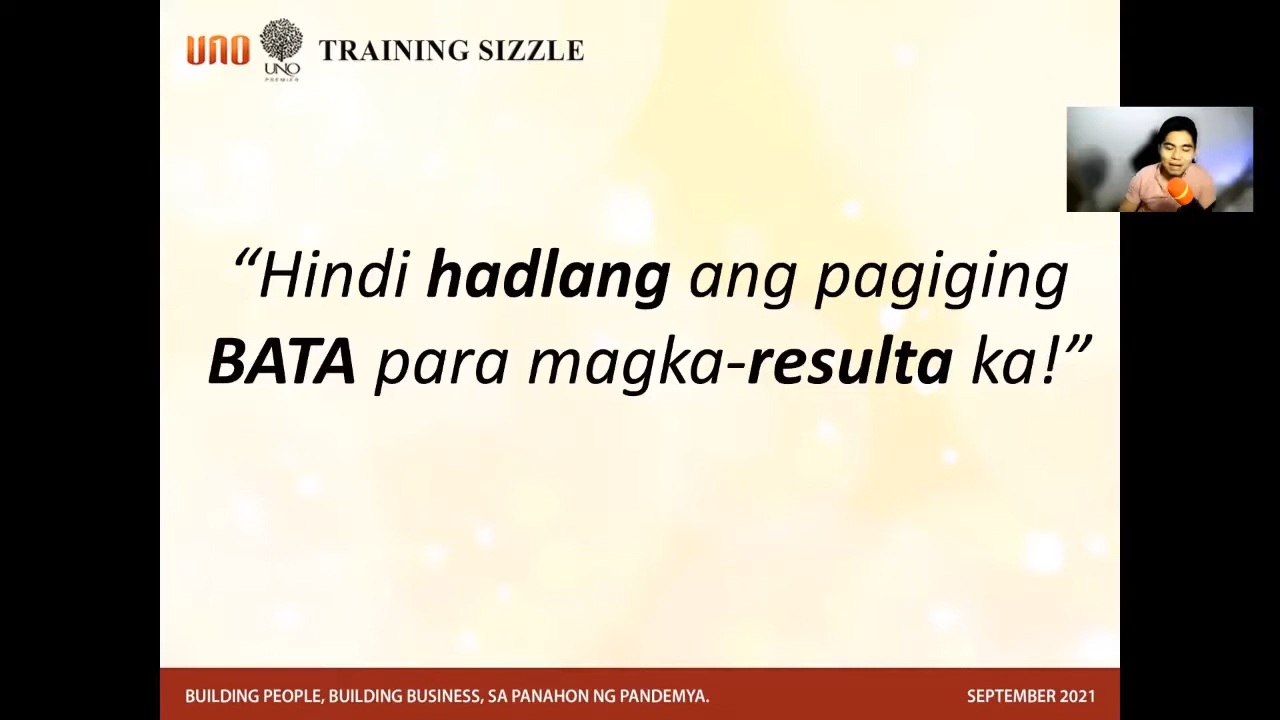 UNO
UNO
PREMIER
TRAINING SIZZLE
“Hindi hadlang ang pagiging
BATA para magka-resulta ka!”
BUILDING PEOPLE, BUILDING BUSINESS, SA PANAHON NG PANDEMYA.
SEPTEMBER 2021